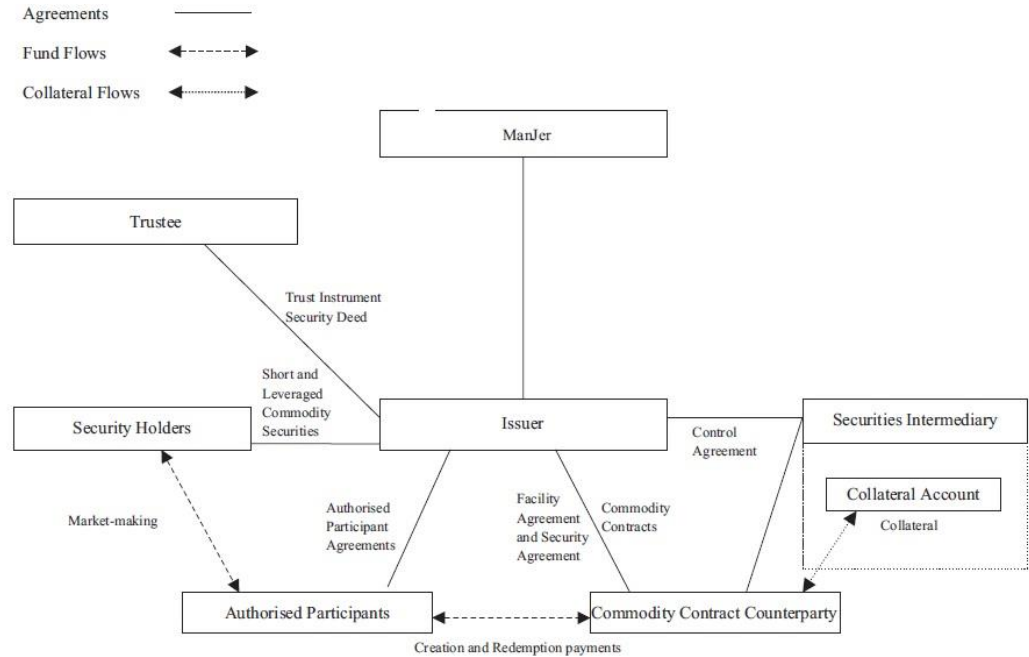 Agreements
Fund Flows
Collateral Flows
ManJer
Trustee
Trust Instrument
Security Deed
Short and
Leveraged
Commodity
Securities
Security Holders
Issuer
Control
Agreement
Securities Intermediary
Collateral Account
Collateral
Market-making
Authorised
Participant
Agreements
Facility
Agreement
and Security
Agreement
Commodity
Contracts
Authorised Participants
Commodity Contract Counterparty
Creation and Redemption payments